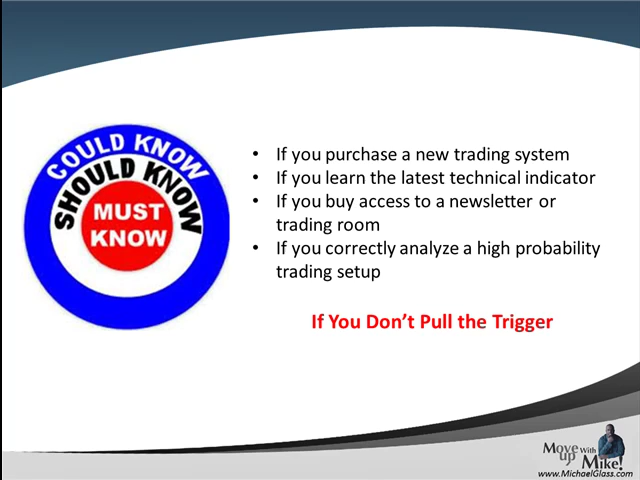 COULD KNOW
SHOULD KNOW
MUST
KNOW
• If you purchase a new trading system
• If you learn the latest technical indicator
• If you buy access to a newsletter or
trading room
• If you correctly analyze a high probability
trading setup
If You Don't Pull the Trigger
Move
up With
Mike!
www.MichaelGlass.com